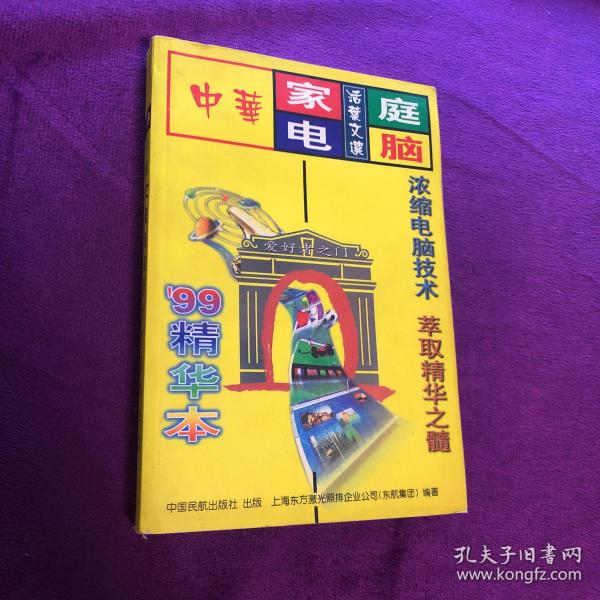 中華
家庭
电脑
活葉文选
浓缩电脑技术 萃取精华之髓
爱好者之门
'99
精华本
中国民航出版社 出版 上海东方激光照排企业公司(东航集团) 编著
孔夫子旧书网
www.kongfz.com